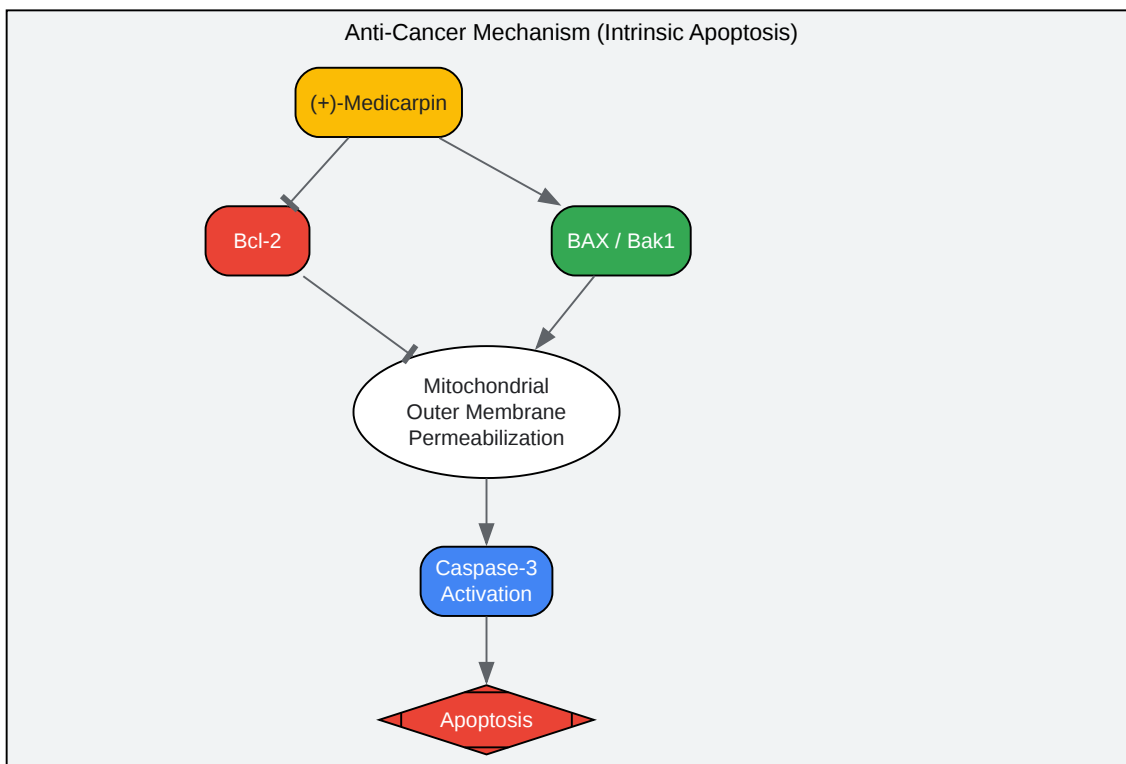 Anti-Cancer Mechanism (Intrinsic Apoptosis)
(+)-Medicarpin
Bcl-2
BAX / Bak1
Mitochondrial
Outer Membrane
Permeabilization
Caspase-3
Activation
Apoptosis